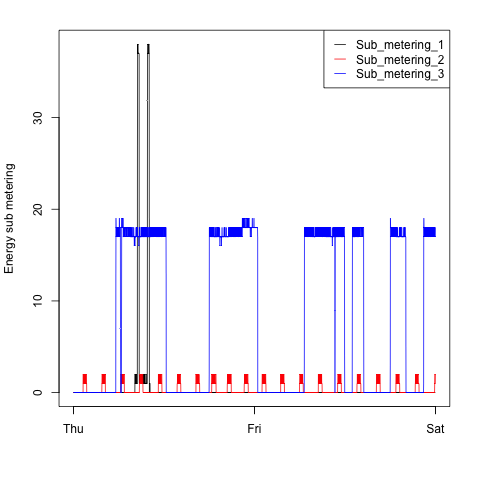 Sub_metering_1
Sub_metering_2
Sub_metering_3
Energy sub metering
30
20
10
0
Thu
Fri
Sat